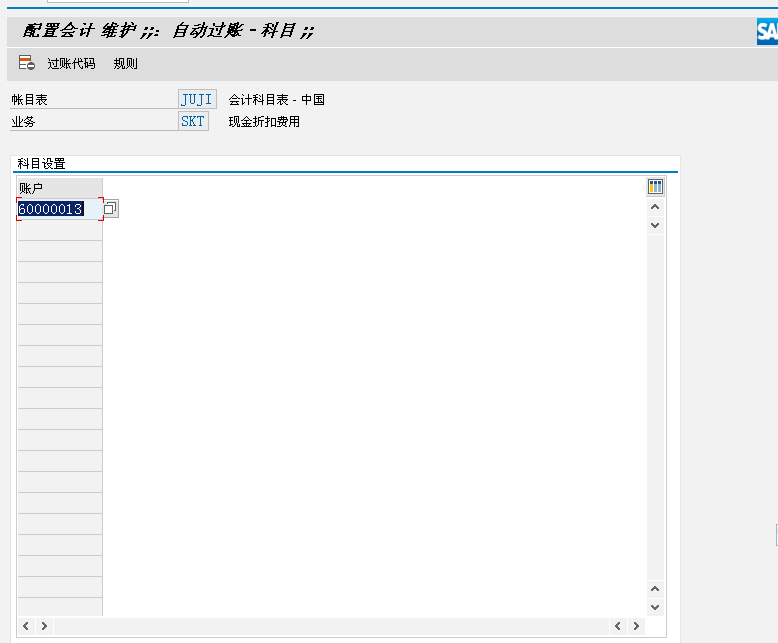 配置会计 维护 ;;: 自动过账 - 科目 ;;
SA
过账代码 规则
帐目表 JUJI 会计科目表 - 中国
业务 SKT 现金折扣费用
科目设置
账户
60000013